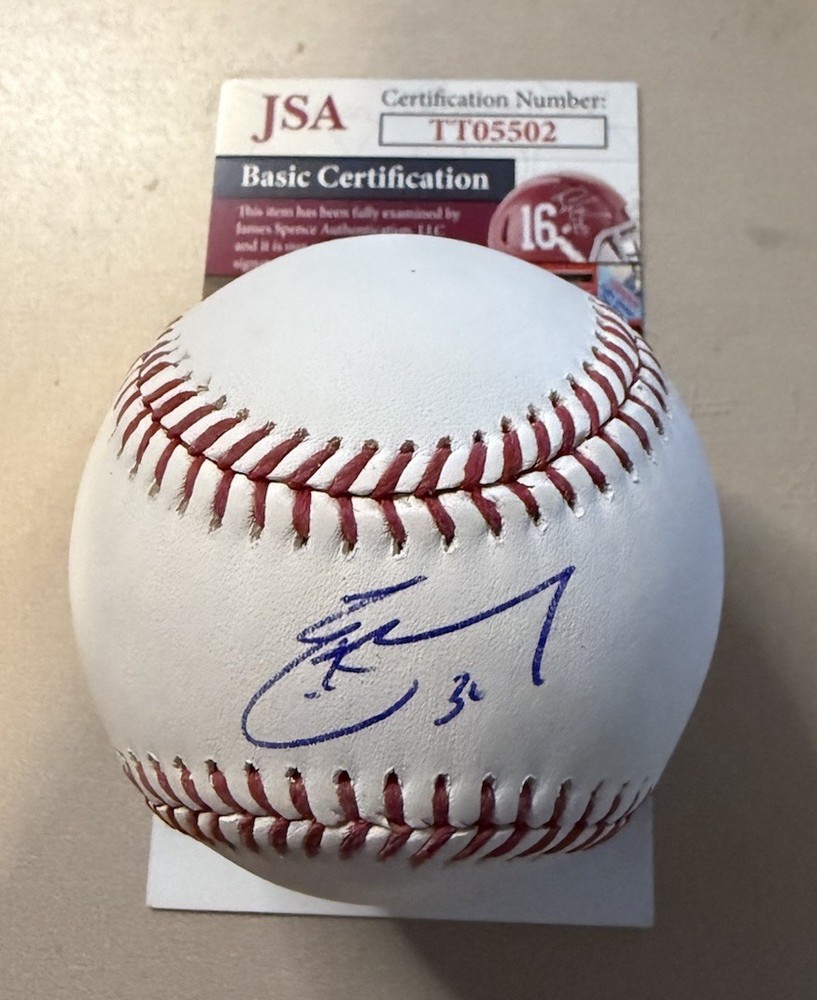 JSA
Certification Number:
TT05502
Basic Certification
This item has been fully examined by
James Spence Authentication, LLC
and it is
16